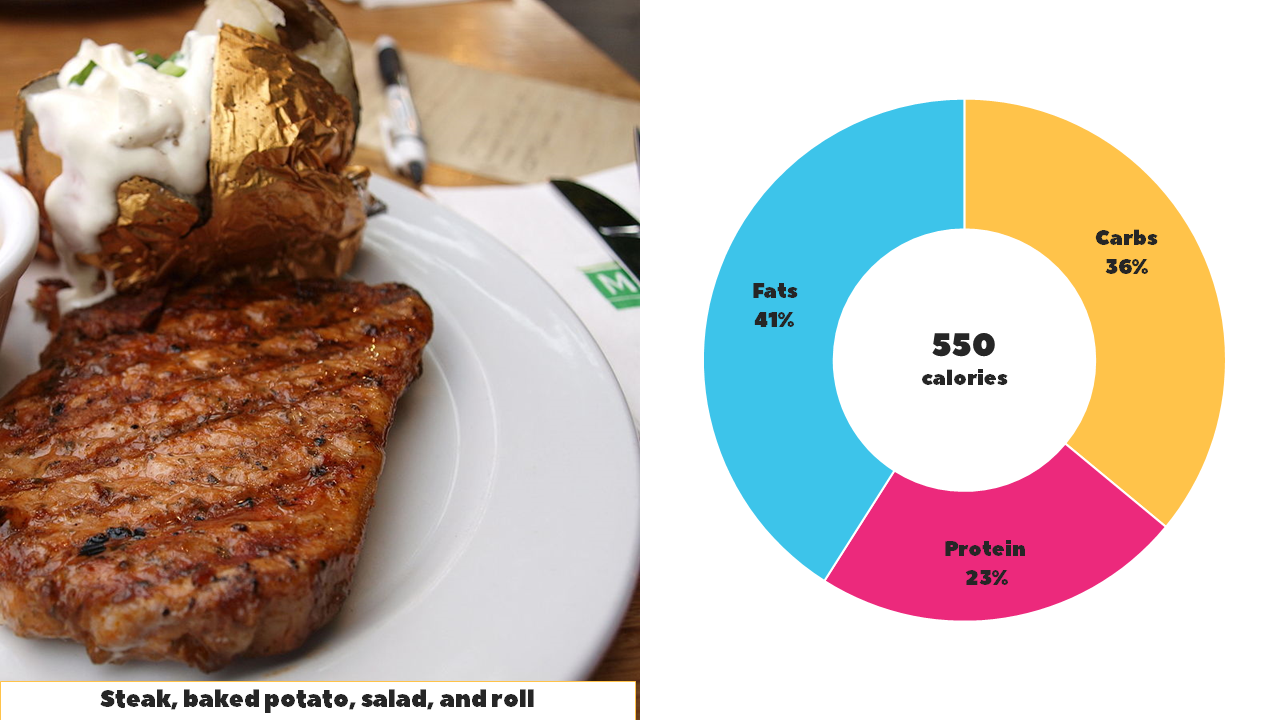 M
Steak, baked potato, salad, and roll
Carbs
36%
Fats
41%
550
calories
Protein
23%